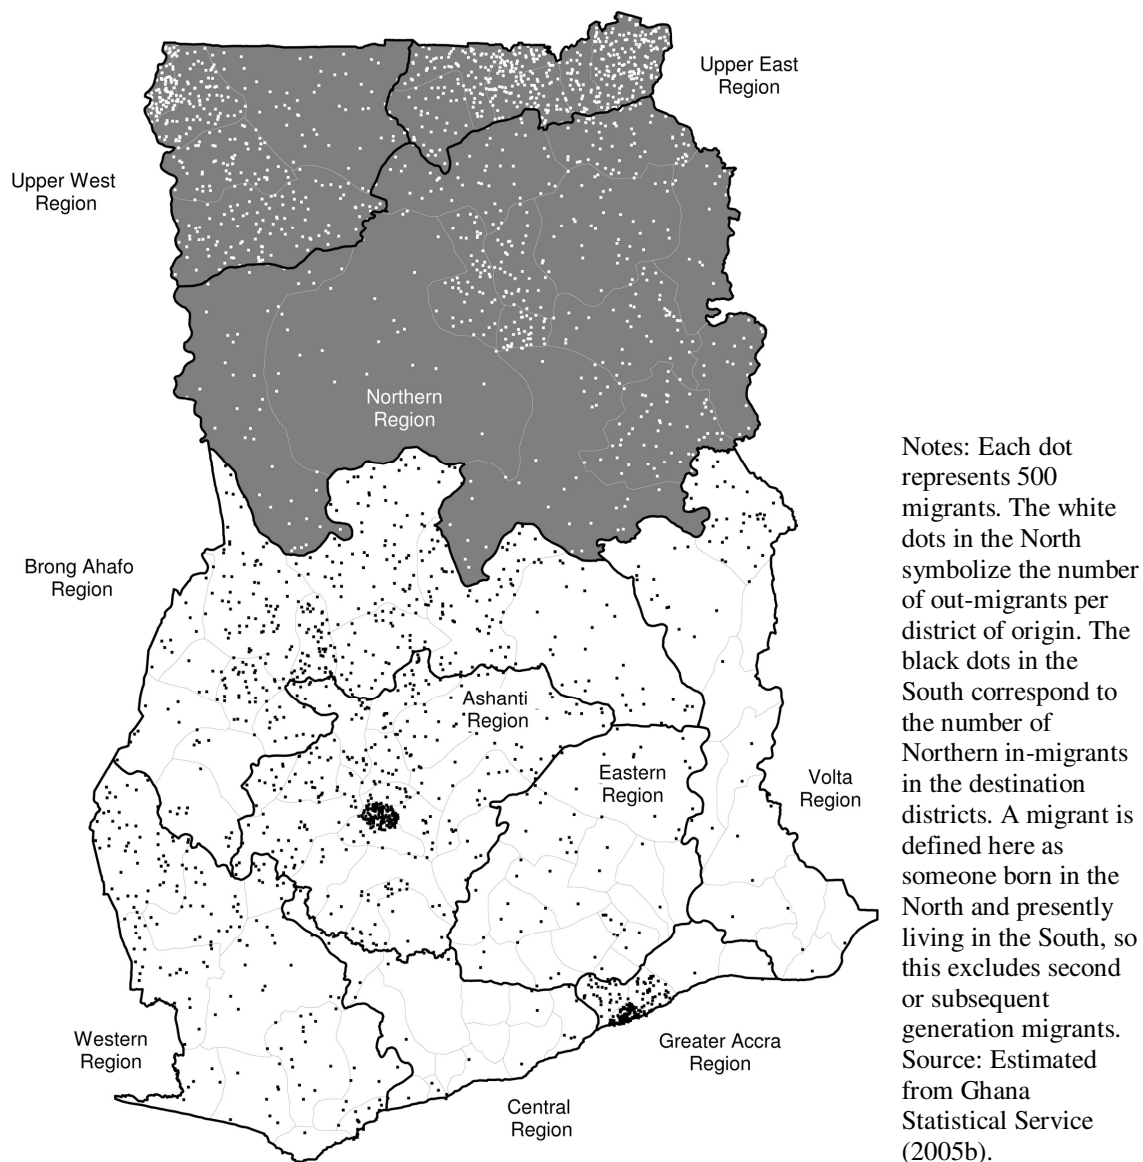 Upper East
Region
Upper West
Region
Northern
Region
Brong Ahafo
Region
Ashanti
Region
Eastern
Region
Volta
Region
Western
Region
Greater Accra
Region
Central
Region
Notes: Each dot
represents 500
migrants. The white
dots in the North
symbolize the number
of out-migrants per
district of origin. The
black dots in the
South correspond to
the number of
Northern in-migrants
in the destination
districts. A migrant is
defined here as
someone born in the
North and presently
living in the South, so
this excludes second
or subsequent
generation migrants.
Source: Estimated
from Ghana
Statistical Service
(2005b).